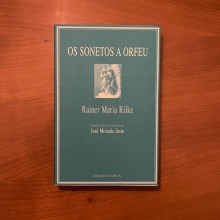 OS SONETOS A ORFEU
Rainer Maria Rilke
José Miranda Justo